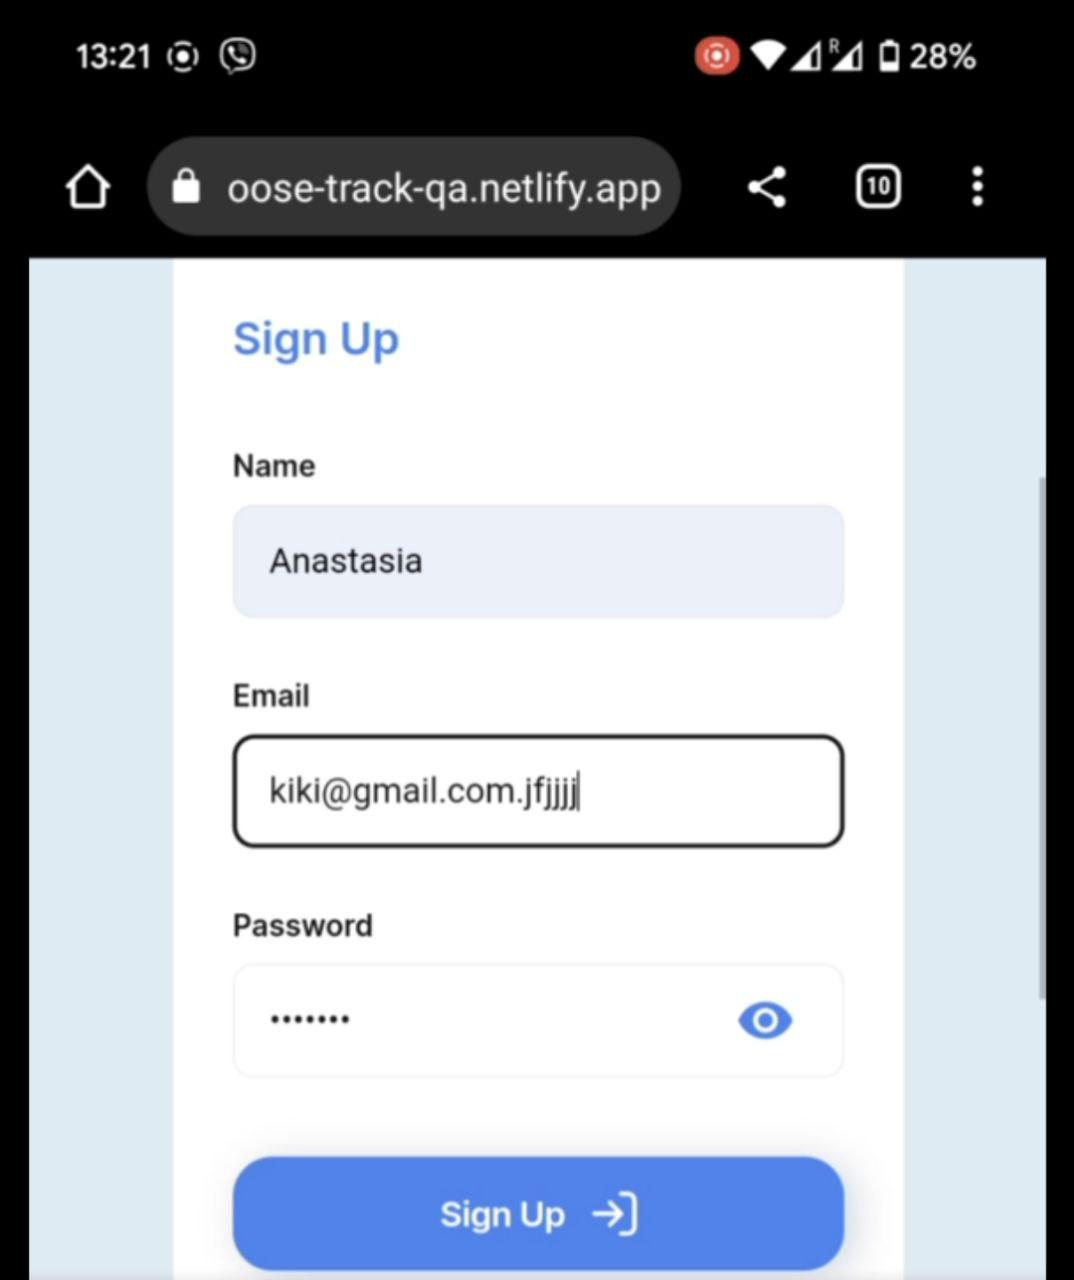 13:21
R
28%
oose-track-qa.netlify.app
10
Sign Up
Name
Anastasia
Email
kiki@gmail.com.jfjjjj
Password
•••••••
Sign Up